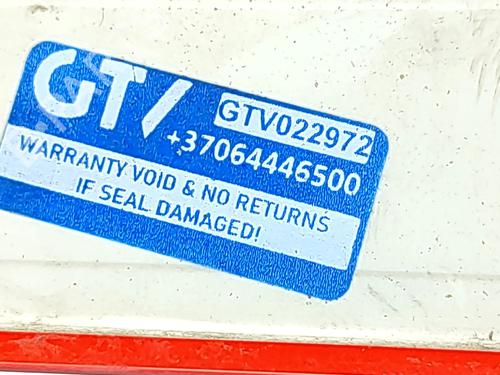 GTV
GTV022972
+37064446500
WARRANTY VOID & NO RETURNS
IF SEAL DAMAGED!